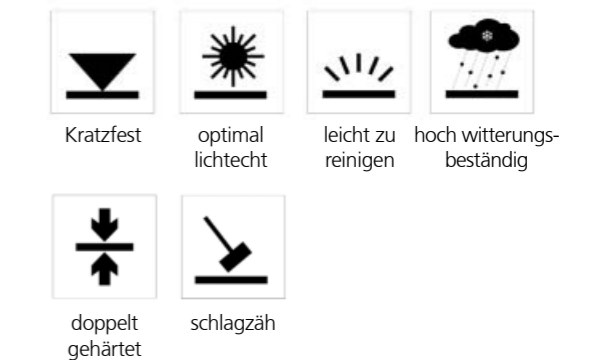 Kratzfest
optimal
lichtecht
leicht zu
reinigen
hoch witterungs-
beständig
doppelt
gehärtet
schlagzäh